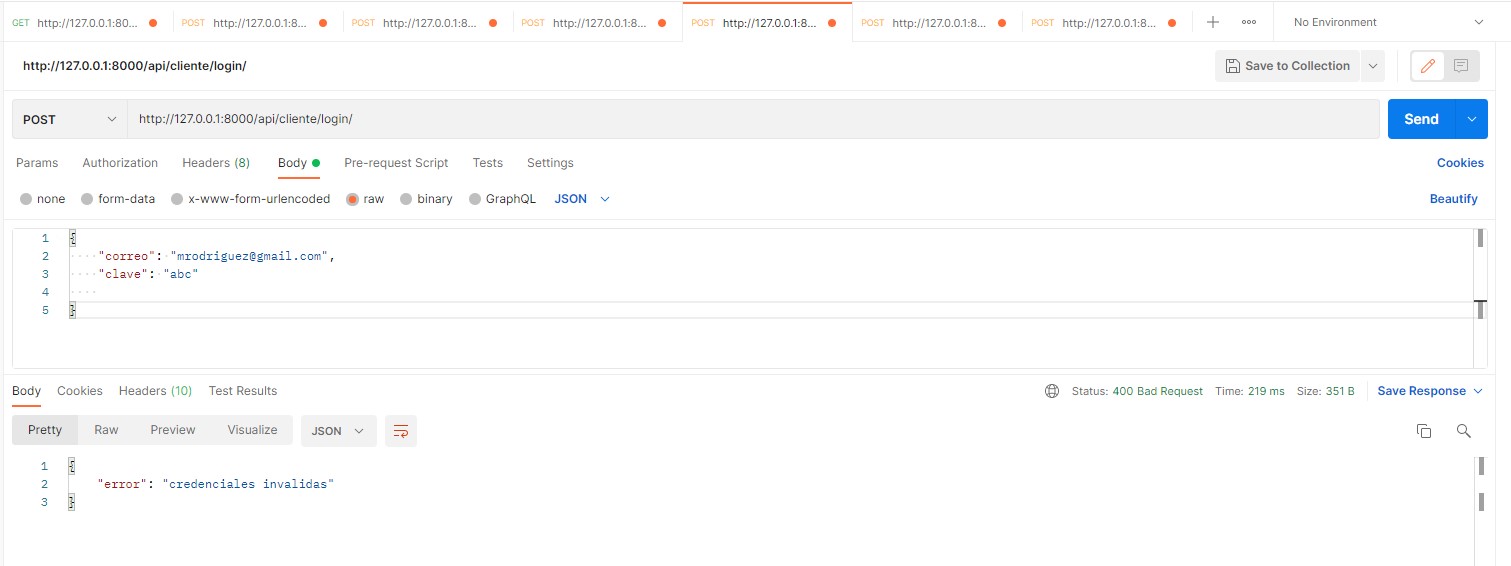 GET http://127.0.0.1:80... POST http://127.0.0.1:8... POST http://127.0.0.1:8... POST http://127.0.0.1:8... POST http://127.0.0.1:8... POST http://127.0.0.1:8... POST http://127.0.0.1:8... No Environment
http://127.0.0.1:8000/api/cliente/login/ Save to Collection
POST http://127.0.0.1:8000/api/cliente/login/ Send
Params Authorization Headers (8) Body Pre-request Script Tests Settings Cookies
none form-data x-www-form-urlencoded raw binary GraphQL JSON Beautify
1 {
2 "correo": "mrodriguez@gmail.com",
3 "clave": "abc"
4
5 }
Body Cookies Headers (10) Test Results Status: 400 Bad Request Time: 219 ms Size: 351 B Save Response
Pretty Raw Preview Visualize JSON
1 {
2 "error": "credenciales invalidas"
3 }